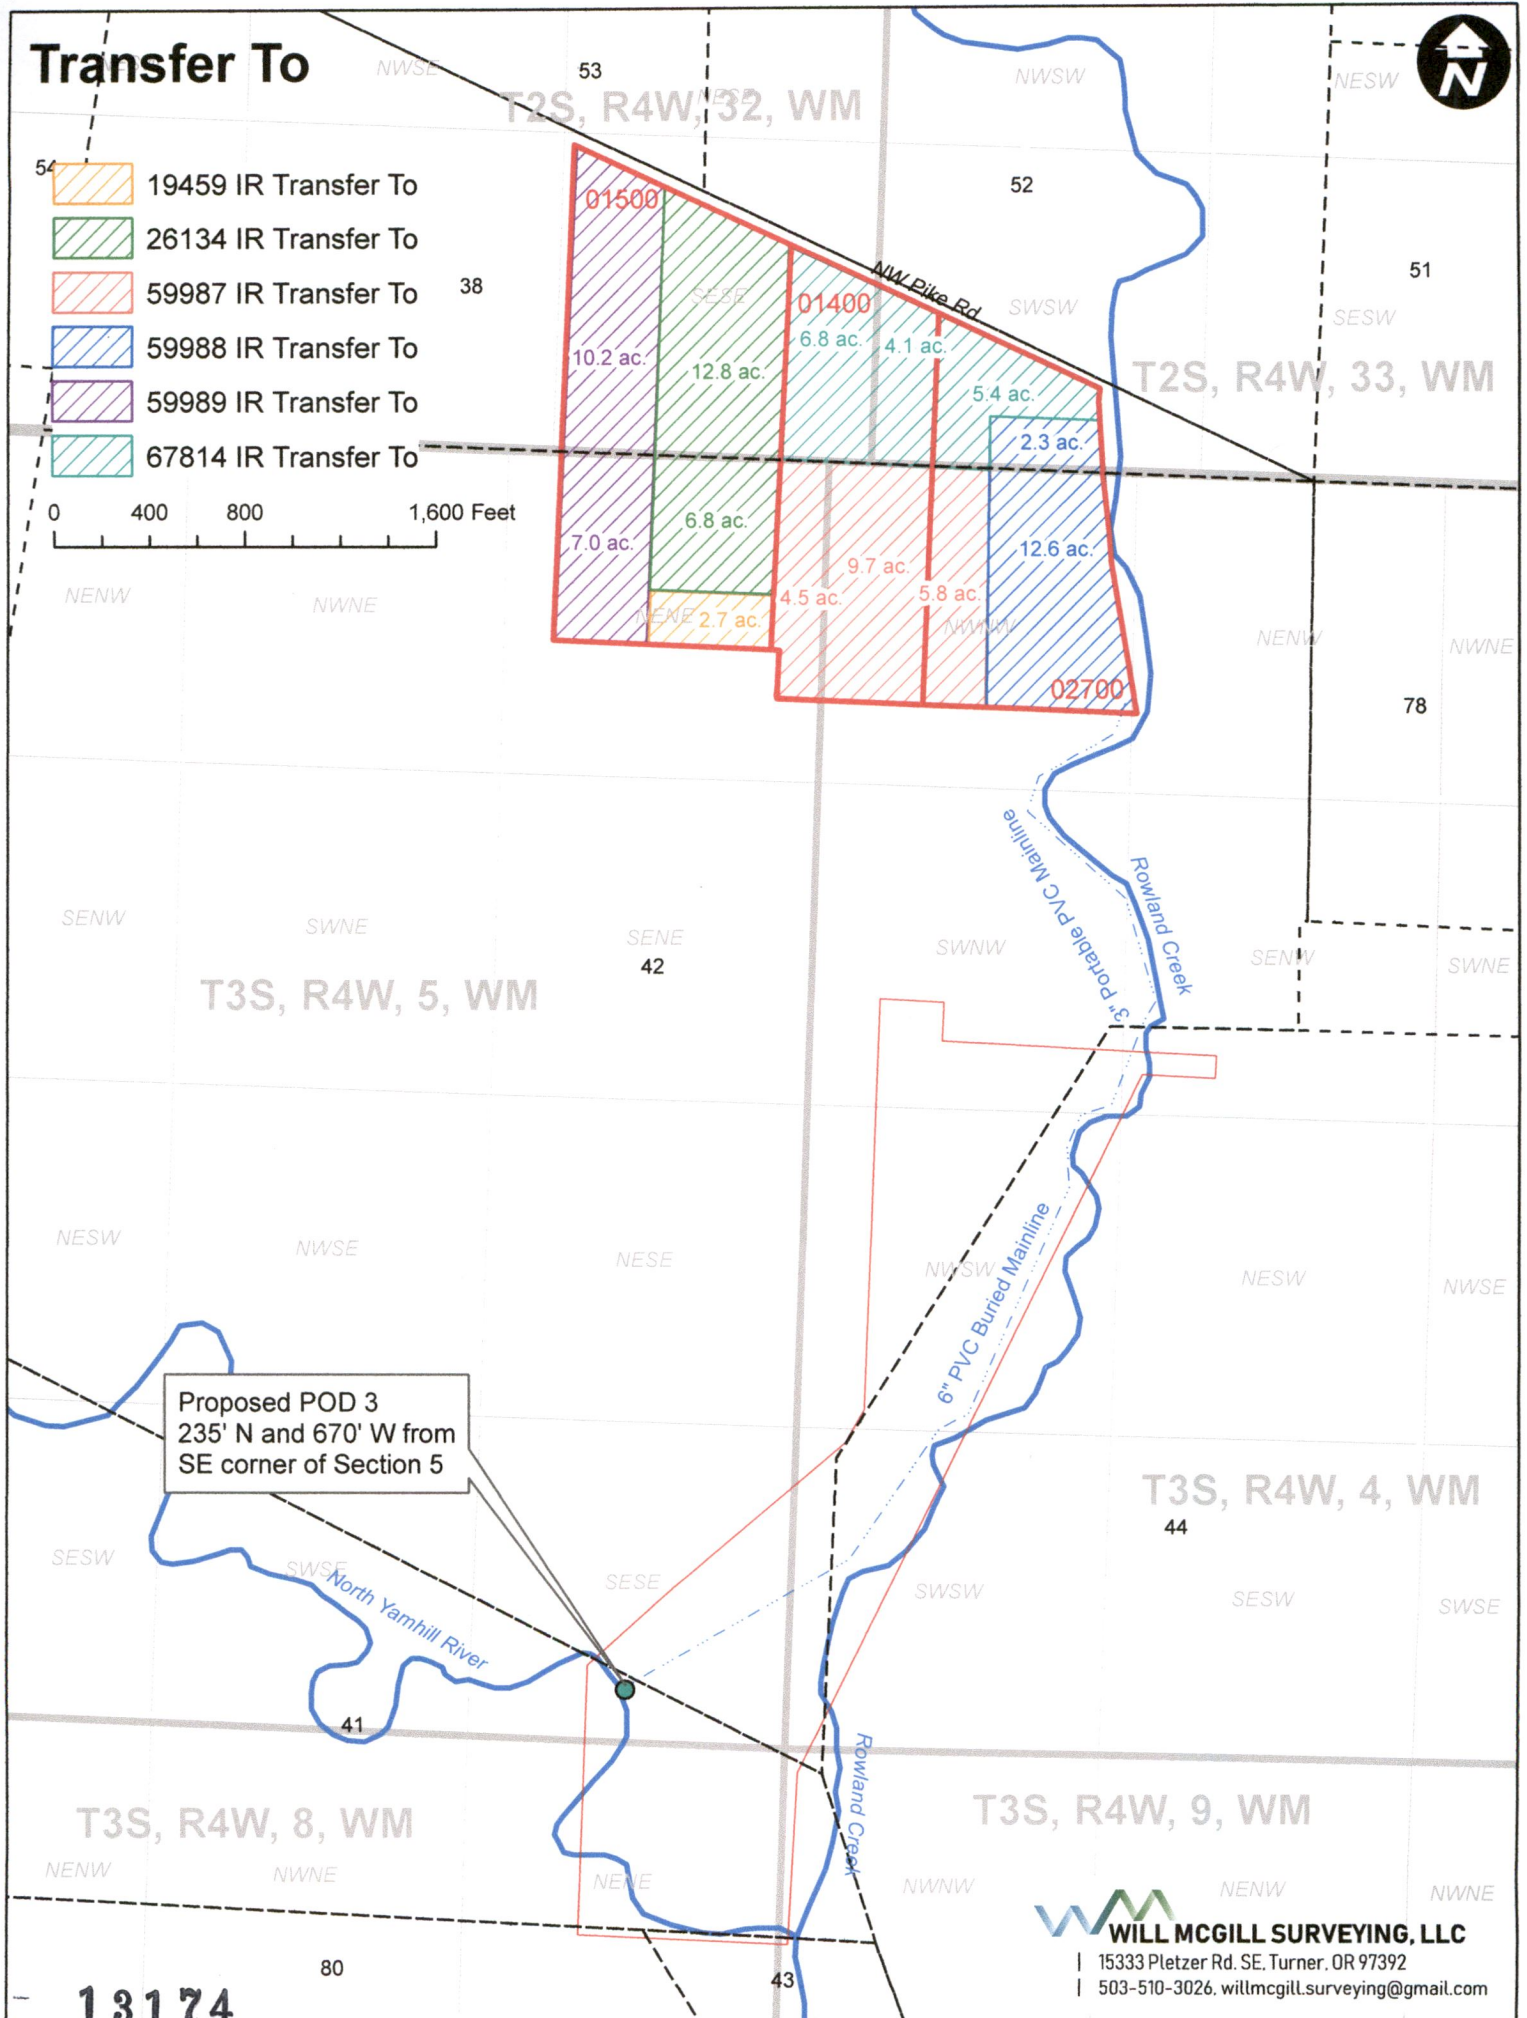 Transfer To
N
NESE
NWSE
53
NESE
T2S, R4W, 32, WM
NWSW
NESW
54
19459 IR Transfer To
26134 IR Transfer To
59987 IR Transfer To
59988 IR Transfer To
59989 IR Transfer To
67814 IR Transfer To
0 400 800 1,600 Feet
38
52
51
01500
SESE
NW Pike Rd
SWSW
SESW
01400
6.8 ac.
4.1 ac.
10.2 ac.
12.8 ac.
5.4 ac.
T2S, R4W, 33, WM
2.3 ac.
6.8 ac.
7.0 ac.
12.6 ac.
9.7 ac.
4.5 ac.
5.8 ac.
NENW
NWNE
NENE
2.7 ac.
NWNW
NENW
NWNE
02700
78
3" Portable PVC Mainline
Rowland Creek
SENW
SWNE
SENE
42
SWNW
SENW
SWNE
T3S, R4W, 5, WM
NESW
NWSE
NESE
NWSW
NESW
NWSE
6" PVC Buried Mainline
Proposed POD 3
235' N and 670' W from
SE corner of Section 5
T3S, R4W, 4, WM
44
SESW
SWSE
SESE
SWSW
SESW
SWSE
North Yamhill River
41
Rowland Creek
T3S, R4W, 8, WM
T3S, R4W, 9, WM
NENW
NWNE
NENE
NWNW
NENW
NWNE
80
43
13174
WILL MCGILL SURVEYING, LLC
15333 Pletzer Rd. SE, Turner, OR 97392
503-510-3026, willmcgill.surveying@gmail.com